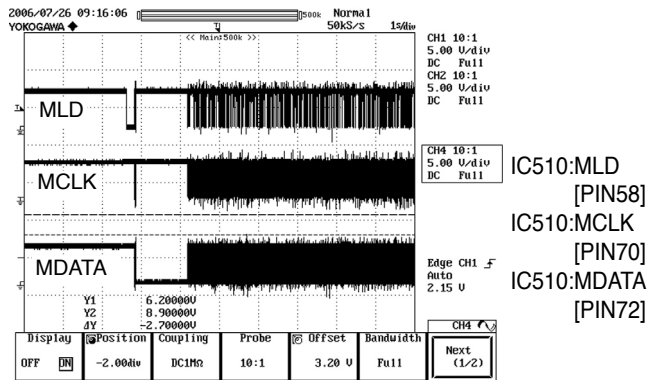 2006/07/26 09:16:06 500k Normal
YOKOGAWA ◆ 50kS/s 1s/div
<< Main:500k >>
CH1 10:1
5.00 V/div
DC Full
CH2 10:1
5.00 V/div
DC Full
MLD
CH4 10:1
5.00 V/div
DC Full
MCLK
IC510:MLD
[PIN58]
IC510:MCLK
[PIN70]
IC510:MDATA
[PIN72]
MDATA
Edge CH1
Auto
2.15 V
Y1 6.20000V
Y2 8.90000V
ΔY -2.70000V
CH4
Display Position Coupling Probe Offset Bandwidth
OFF ON -2.00div DC1MΩ 10:1 3.20 V Full
Next
(1/2)